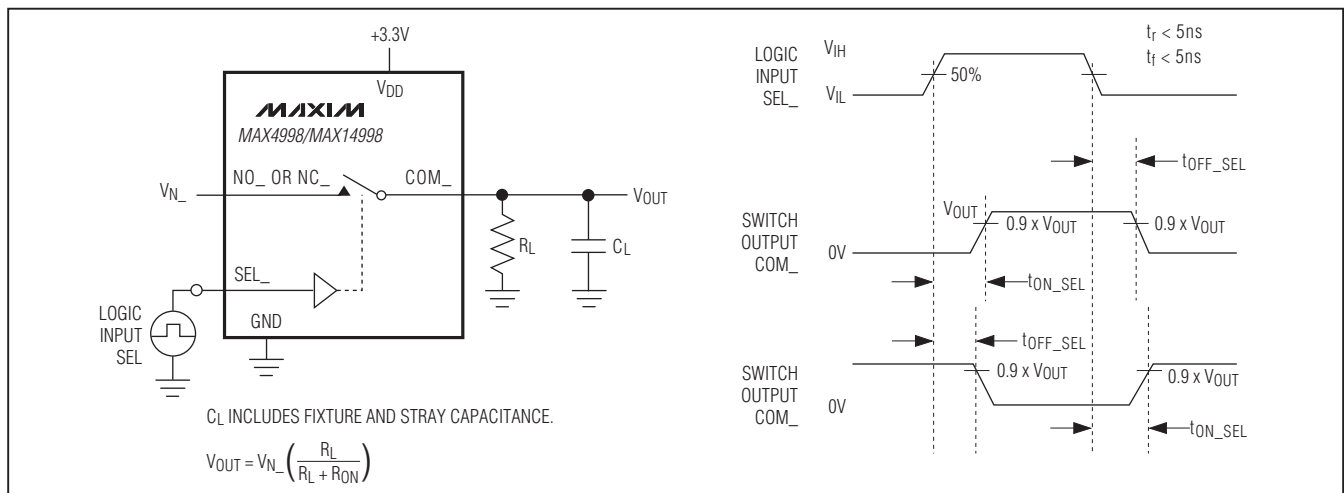 +3.3V
VDD
MAXIM
MAX4998/MAX14998
VN_
NO_ OR NC_
COM_
VOUT
RL
CL
SEL_
LOGIC
INPUT
SEL
GND
CL INCLUDES FIXTURE AND STRAY CAPACITANCE.
VOUT = VN_ ( RL / RL + RON )
LOGIC
INPUT
SEL_
VIH
VIL
50%
tr < 5ns
tf < 5ns
tOFF_SEL
SWITCH
OUTPUT
COM_
VOUT
0V
0.9 x VOUT
0.9 x VOUT
tON_SEL
tOFF_SEL
SWITCH
OUTPUT
COM_
0V
0.9 x VOUT
0.9 x VOUT
tON_SEL